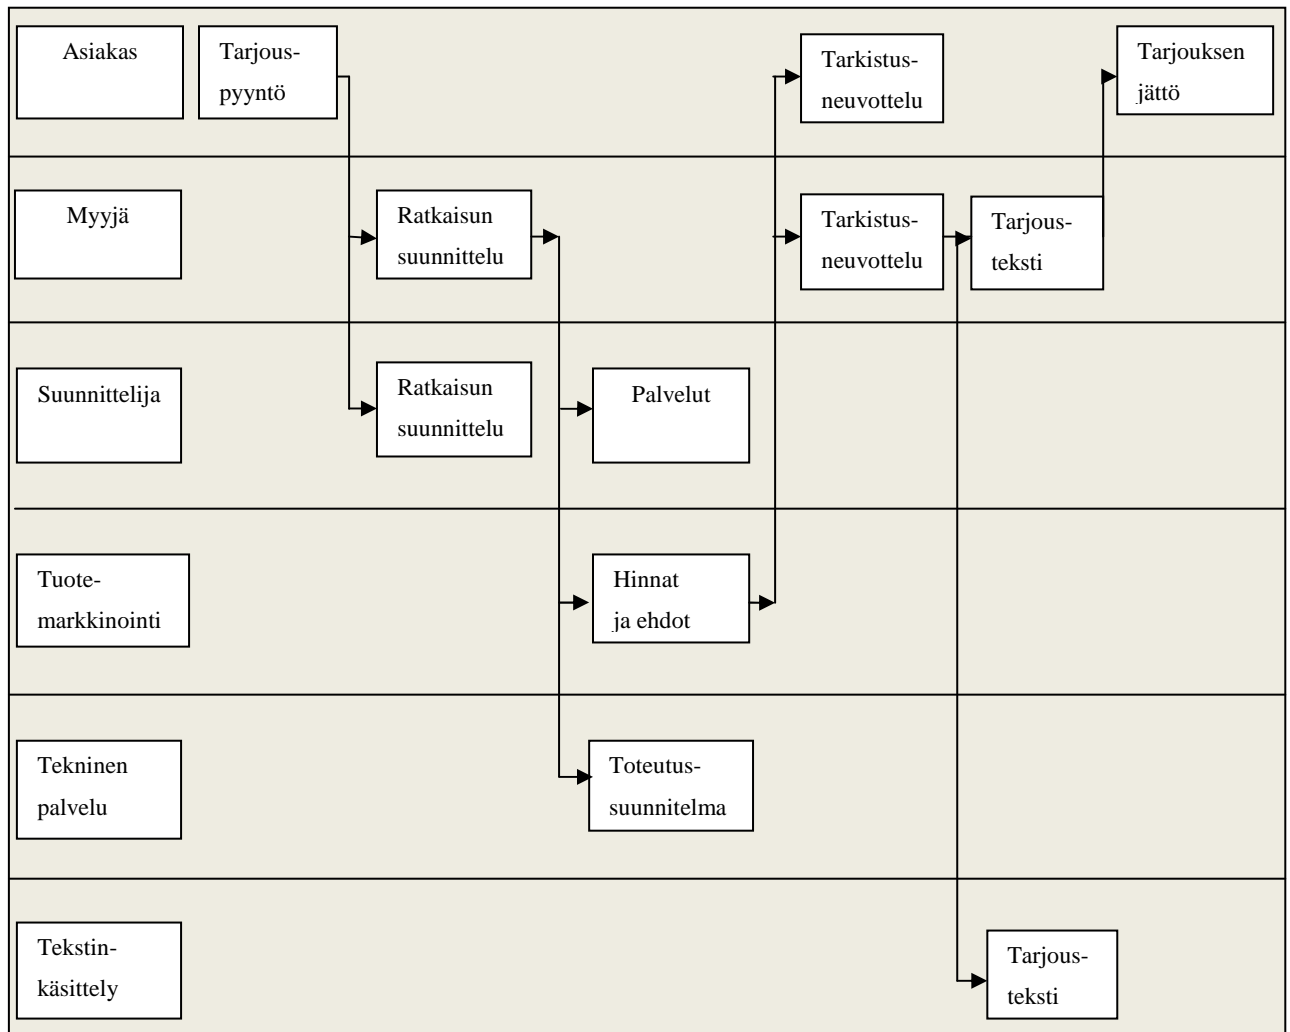 Asiakas
Tarjous-
pyyntö
Tarkistus-
neuvottelu
Tarjouksen
jättö
Myyjä
Ratkaisun
suunnittelu
Tarkistus-
neuvottelu
Tarjous-
teksti
Suunnittelija
Ratkaisun
suunnittelu
Palvelut
Tuote-
markkinointi
Hinnat
ja ehdot
Tekninen
palvelu
Toteutus-
suunnitelma
Tekstin-
käsittely
Tarjous-
teksti